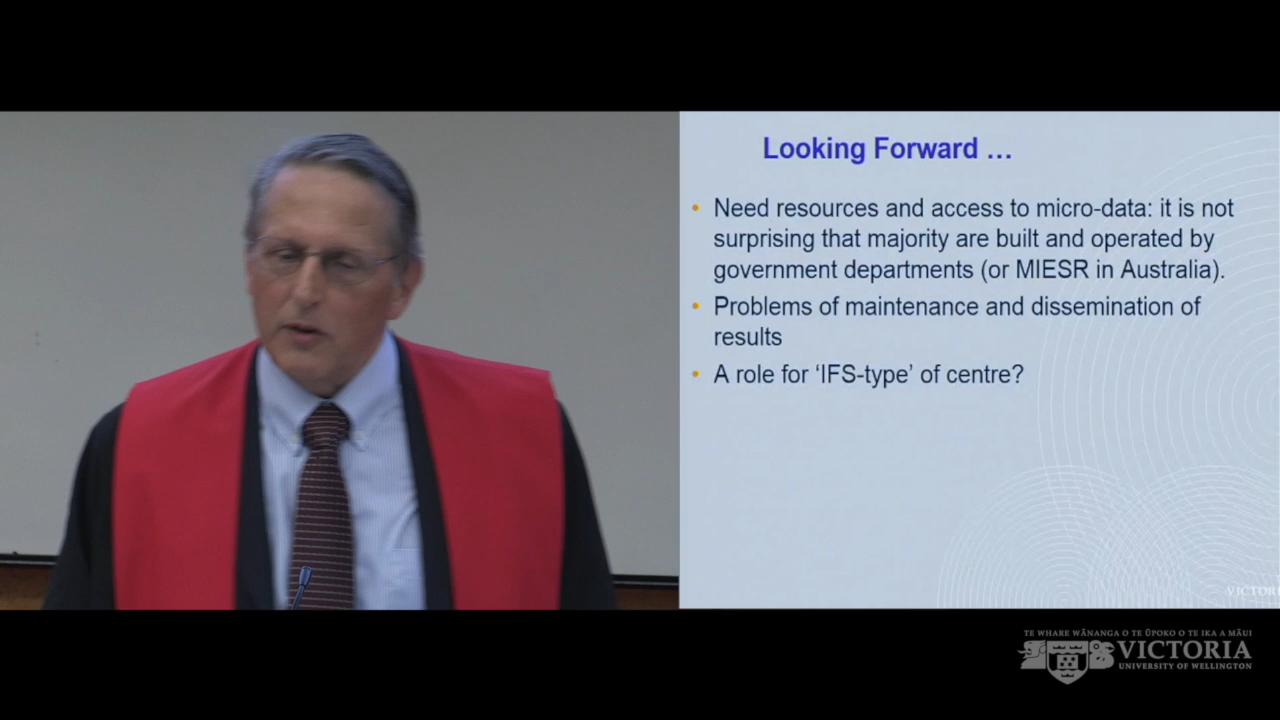 Looking Forward …
• Need resources and access to micro-data: it is not
surprising that majority are built and operated by
government departments (or MIESR in Australia).
• Problems of maintenance and dissemination of
results
• A role for ‘IFS-type’ of centre?
TE WHARE WĀNANGA O TE ŪPOKO O TE IKA A MĀUI
VICTORIA
UNIVERSITY OF WELLINGTON